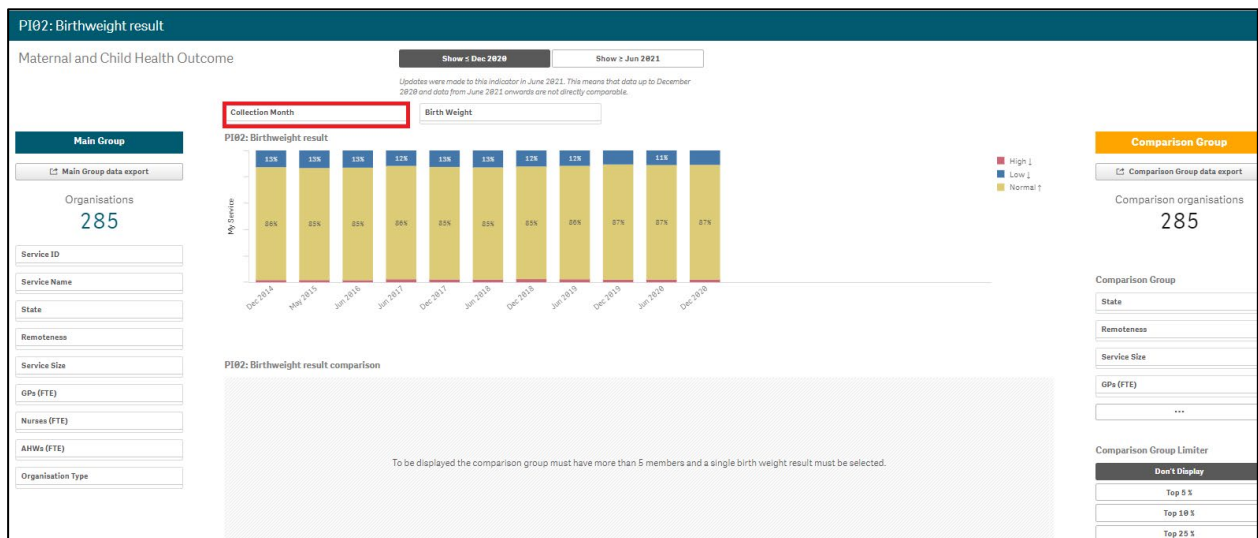 PI02: Birthweight result
Maternal and Child Health Outcome
Show ≤ Dec 2020
Show ≥ Jun 2021
Updates were made to this indicator in June 2021. This means that data up to December
2020 and data from June 2021 onwards are not directly comparable.
Collection Month
Birth Weight
Main Group
Main Group data export
Organisations
285
Service ID
Service Name
State
Remoteness
Service Size
GPs (FTE)
Nurses (FTE)
AHWs (FTE)
Organisation Type
PI02: Birthweight result
My Service
13% 13% 13% 12% 13% 13% 12% 12% 11%
86% 85% 85% 86% 85% 85% 85% 86% 87% 87% 87%
Dec 2014 May 2015 Jun 2016 Jun 2017 Dec 2017 Jun 2018 Dec 2018 Jun 2019 Dec 2019 Jun 2020 Dec 2020
High ↓
Low ↓
Normal ↑
PI02: Birthweight result comparison
To be displayed the comparison group must have more than 5 members and a single birth weight result must be selected.
Comparison Group
Comparison Group data export
Comparison organisations
285
Comparison Group
State
Remoteness
Service Size
GPs (FTE)
...
Comparison Group Limiter
Don't Display
Top 5 %
Top 10 %
Top 25 %